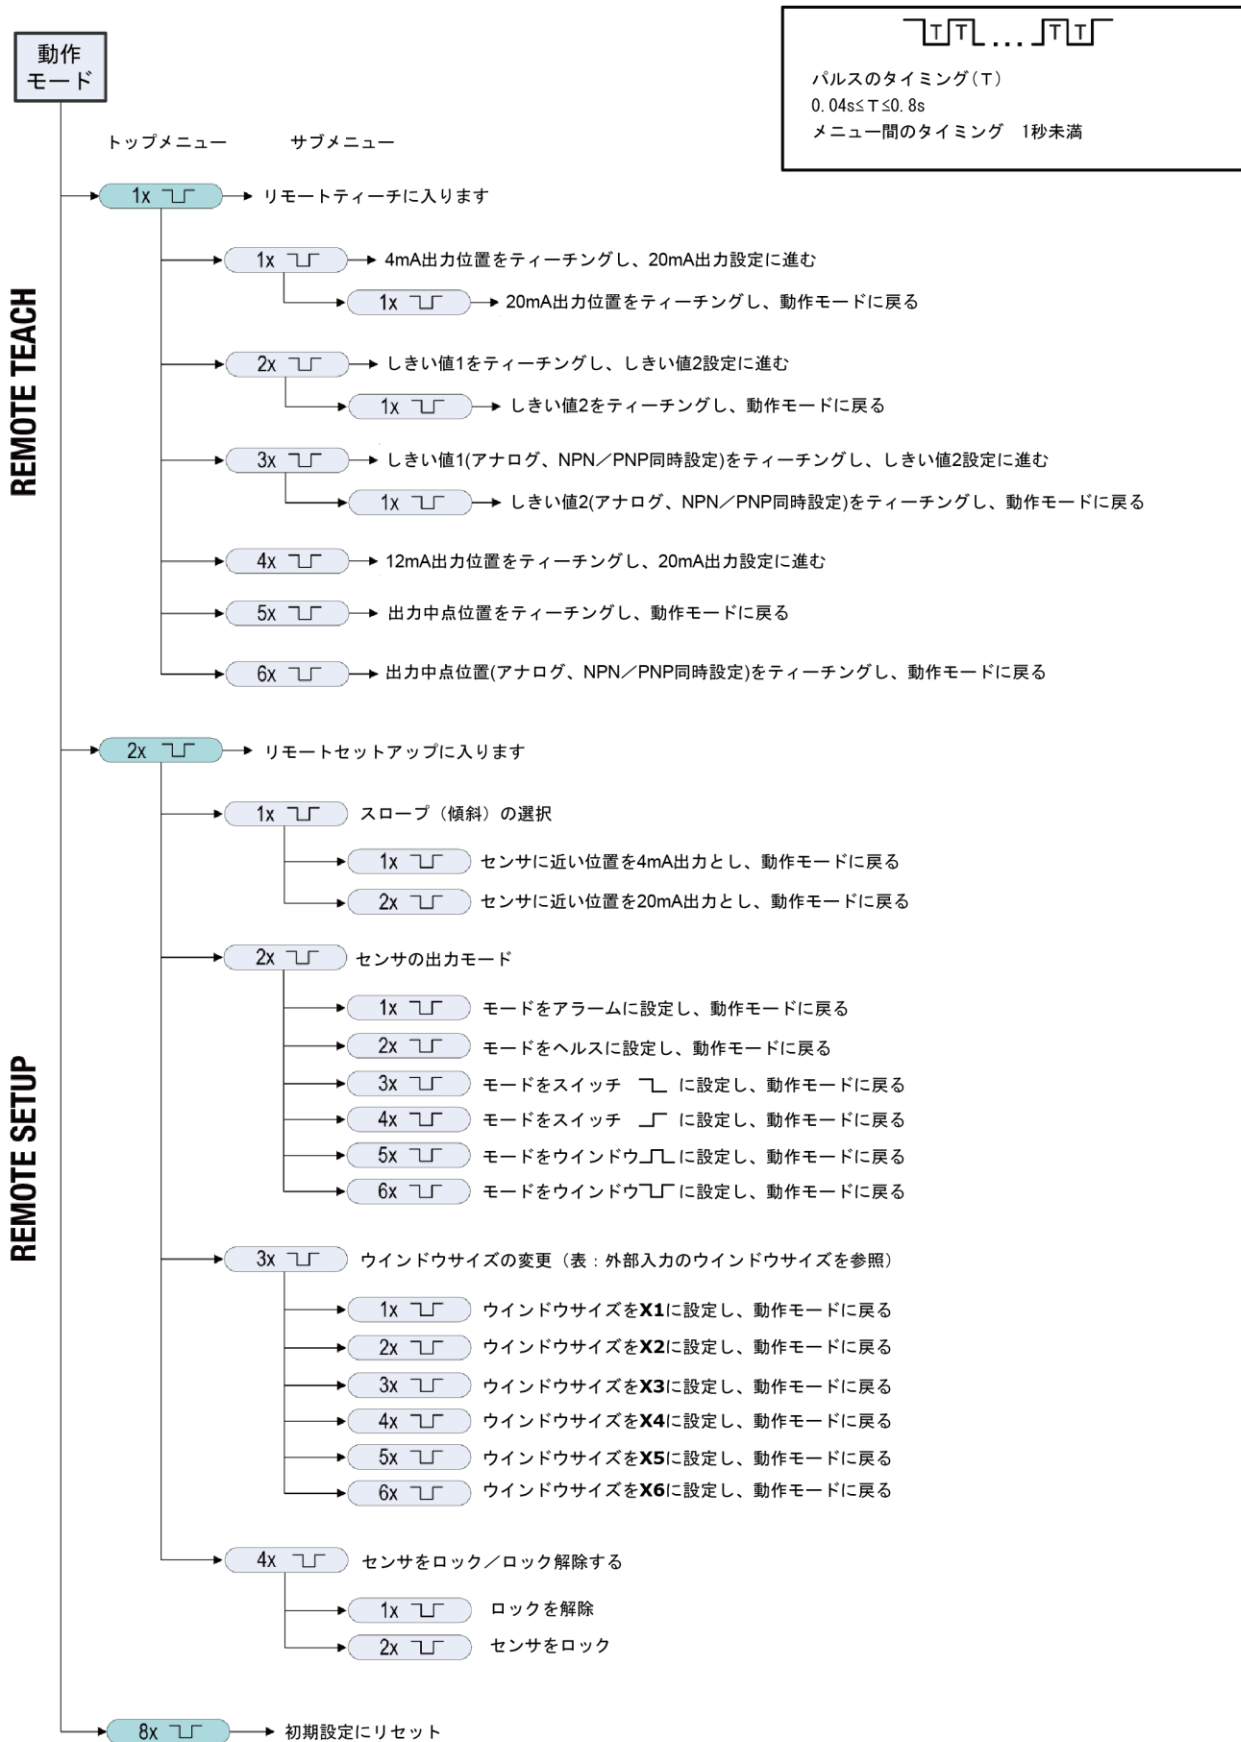 動作
モード
T T ... T T
パルスのタイミング(T)
0.04s≤T≤0.8s
メニュー間のタイミング 1秒未満
トップメニュー サブメニュー
REMOTE TEACH
1x リモートティーチに入ります
1x 4mA出力位置をティーチングし、20mA出力設定に進む
1x 20mA出力位置をティーチングし、動作モードに戻る
2x しきい値1をティーチングし、しきい値2設定に進む
1x しきい値2をティーチングし、動作モードに戻る
3x しきい値1(アナログ、NPN/PNP同時設定)をティーチングし、しきい値2設定に進む
1x しきい値2(アナログ、NPN/PNP同時設定)をティーチングし、動作モードに戻る
4x 12mA出力位置をティーチングし、20mA出力設定に進む
5x 出力中点位置をティーチングし、動作モードに戻る
6x 出力中点位置(アナログ、NPN/PNP同時設定)をティーチングし、動作モードに戻る
REMOTE SETUP
2x リモートセットアップに入ります
1x スロープ(傾斜)の選択
1x センサに近い位置を4mA出力とし、動作モードに戻る
2x センサに近い位置を20mA出力とし、動作モードに戻る
2x センサの出力モード
1x モードをアラームに設定し、動作モードに戻る
2x モードをヘルスに設定し、動作モードに戻る
3x モードをスイッチ に設定し、動作モードに戻る
4x モードをスイッチ に設定し、動作モードに戻る
5x モードをウインドウ に設定し、動作モードに戻る
6x モードをウインドウ に設定し、動作モードに戻る
3x ウインドウサイズの変更(表:外部入力のウインドウサイズを参照)
1x ウインドウサイズをX1に設定し、動作モードに戻る
2x ウインドウサイズをX2に設定し、動作モードに戻る
3x ウインドウサイズをX3に設定し、動作モードに戻る
4x ウインドウサイズをX4に設定し、動作モードに戻る
5x ウインドウサイズをX5に設定し、動作モードに戻る
6x ウインドウサイズをX6に設定し、動作モードに戻る
4x センサをロック/ロック解除する
1x ロックを解除
2x センサをロック
8x 初期設定にリセット